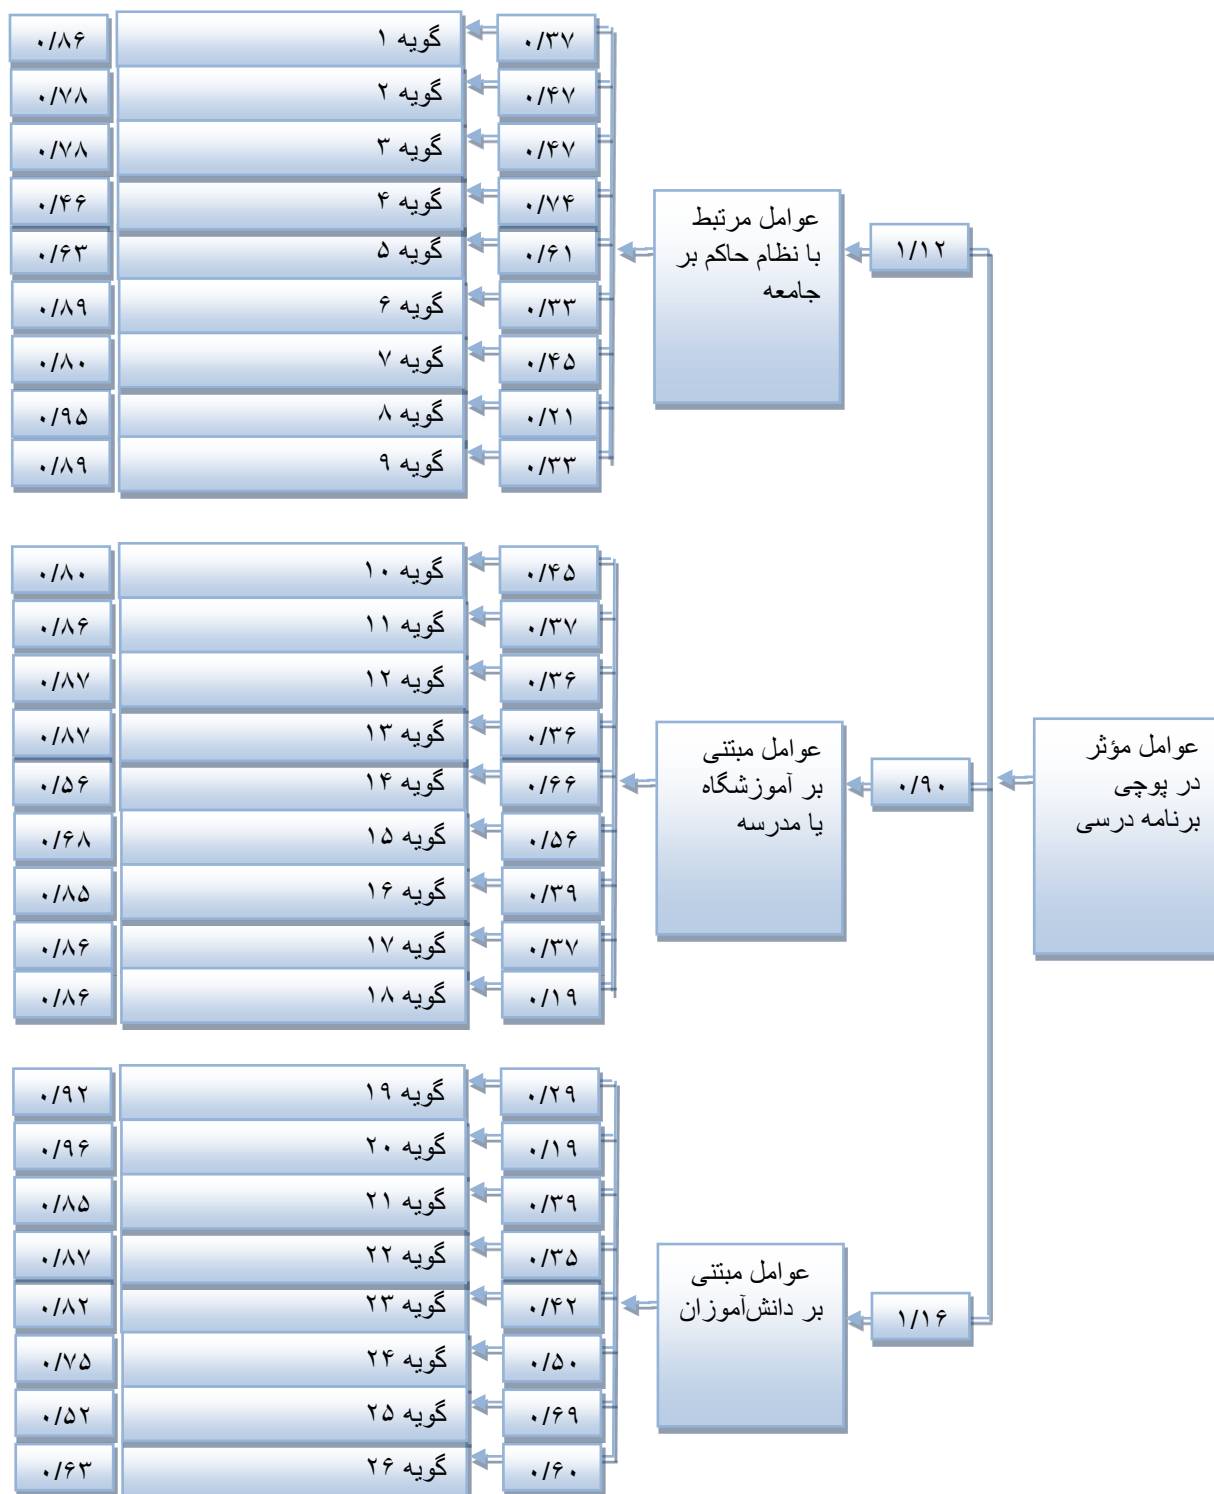 ۰/۸۶ گویه ۱ ۰/۳۷
۰/۷۸ گویه ۲ ۰/۴۷
۰/۷۸ گویه ۳ ۰/۴۷
۰/۴۶ گویه ۴ ۰/۷۴
۰/۶۳ گویه ۵ ۰/۶۱
۰/۸۹ گویه ۶ ۰/۳۳
۰/۸۰ گویه ۷ ۰/۴۵
۰/۹۵ گویه ۸ ۰/۲۱
۰/۸۹ گویه ۹ ۰/۳۳
عوامل مرتبط
با نظام حاکم بر
جامعه
۱/۱۲
۰/۸۰ گویه ۱۰ ۰/۴۵
۰/۸۶ گویه ۱۱ ۰/۳۷
۰/۸۷ گویه ۱۲ ۰/۳۶
۰/۸۷ گویه ۱۳ ۰/۳۶
۰/۵۶ گویه ۱۴ ۰/۶۶
۰/۶۸ گویه ۱۵ ۰/۵۶
۰/۸۵ گویه ۱۶ ۰/۳۹
۰/۸۶ گویه ۱۷ ۰/۳۷
۰/۸۶ گویه ۱۸ ۰/۱۹
عوامل مبتنی
بر آموزشگاه
یا مدرسه
۰/۹۰
عوامل مؤثر
در پوچی
برنامه درسی
۰/۹۲ گویه ۱۹ ۰/۲۹
۰/۹۶ گویه ۲۰ ۰/۱۹
۰/۸۵ گویه ۲۱ ۰/۳۹
۰/۸۷ گویه ۲۲ ۰/۳۵
۰/۸۲ گویه ۲۳ ۰/۴۲
۰/۷۵ گویه ۲۴ ۰/۵۰
۰/۵۲ گویه ۲۵ ۰/۶۹
۰/۶۳ گویه ۲۶ ۰/۶۰
عوامل مبتنی
بر دانش‌آموزان
۱/۱۶